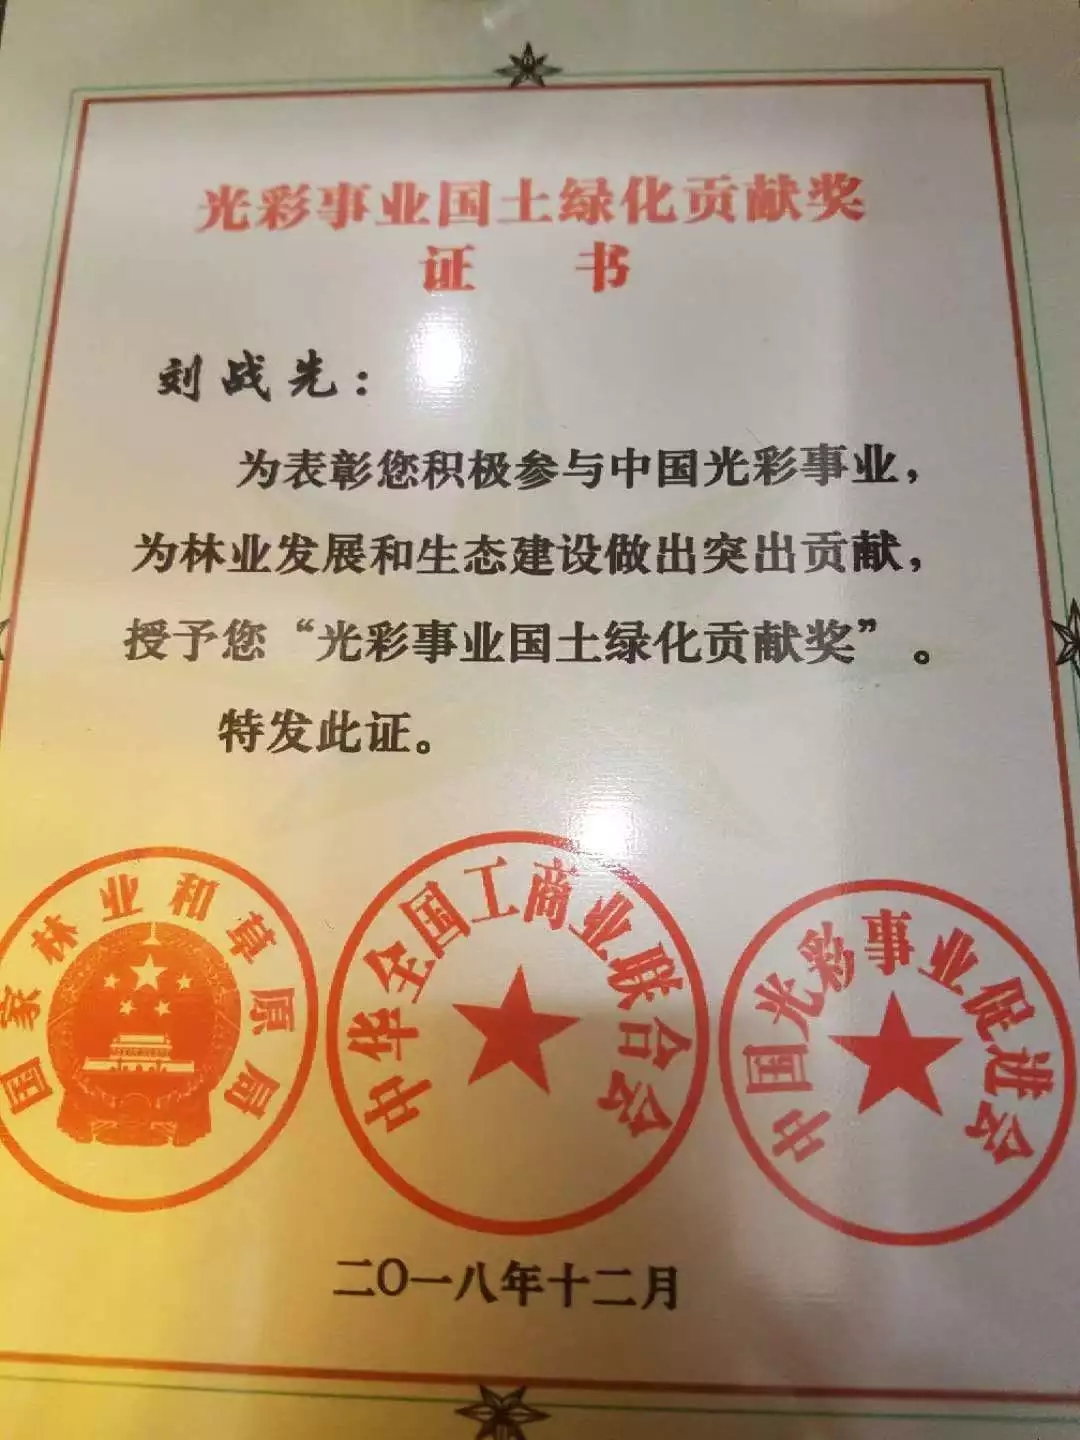 光彩事业国土绿化贡献奖
证 书
刘战先：
为表彰您积极参与中国光彩事业，
为林业发展和生态建设做出突出贡献，
授予您“光彩事业国土绿化贡献奖”。
特发此证。
国家林业和草原局
中华全国工商业联合会
中国光彩事业促进会
二〇一八年十二月